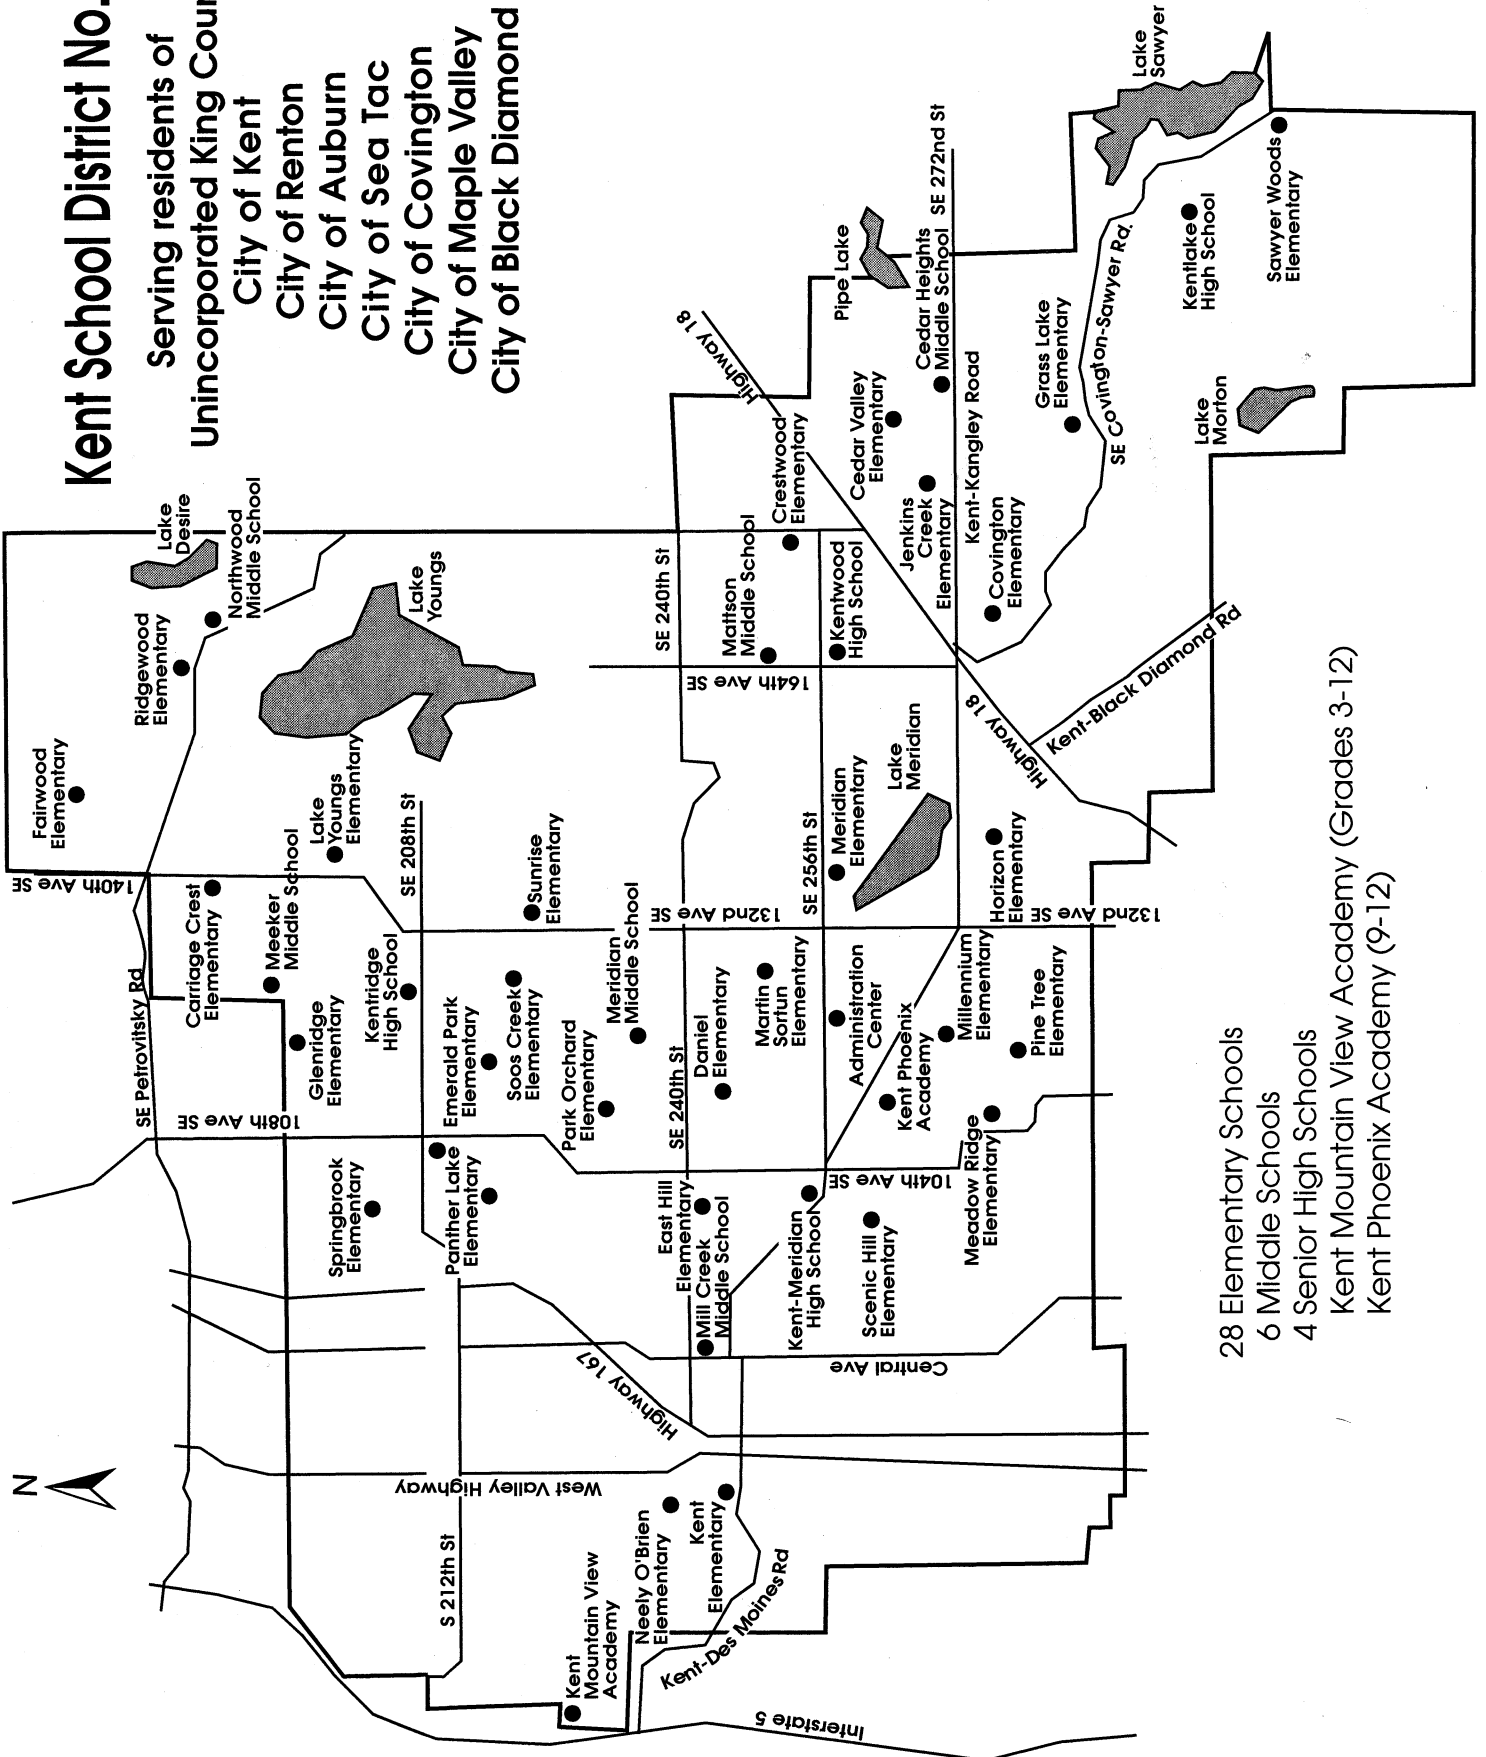 Kent School District No.
Serving residents of
Unincorporated King Coun
City of Kent
City of Renton
City of Auburn
City of Sea Tac
City of Covington
City of Maple Valley
City of Black Diamond
N
Fairwood
Elementary
Ridgewood
Elementary
Lake
Desire
Northwood
Middle School
Lake
Youngs
140th Ave SE
SE Petrovitsky Rd
Carriage Crest
Elementary
Meeker
Middle School
Lake
Youngs
Elementary
Glenridge
Elementary
Kentridge
High School
SE 208th St
108th Ave SE
Springbrook
Elementary
Panther Lake
Elementary
Emerald Park
Elementary
Soos Creek
Elementary
Sunrise
Elementary
Park Orchard
Elementary
Meridian
Middle School
132nd Ave SE
SE 240th St
SE 240th St
Daniel
Elementary
Martin
Sortun
Elementary
East Hill
Elementary
Mill Creek
Middle School
Kent-Meridian
High School
Scenic Hill
Elementary
104th Ave SE
Administration
Center
Kent Phoenix
Academy
Millennium
Elementary
Pine Tree
Elementary
Meadow Ridge
Elementary
Horizon
Elementary
132nd Ave SE
SE 256th St
Meridian
Elementary
Lake
Meridian
164th Ave SE
Mattson
Middle School
Crestwood
Elementary
Kentwood
High School
Highway 18
Highway 18
Kent-Black Diamond Rd
Jenkins
Creek
Elementary
Covington
Elementary
Kent-Kangley Road
Cedar Valley
Elementary
Cedar Heights
Middle School
SE 272nd St
Pipe Lake
Grass Lake
Elementary
SE Covington-Sawyer Rd.
Lake
Sawyer
Kentlake
High School
Sawyer Woods
Elementary
Lake
Morton
S 212th St
West Valley Highway
Highway 167
Central Ave
Kent
Mountain View
Academy
Neely O'Brien
Elementary
Kent
Elementary
Kent-Des Moines Rd
Interstate 5
28 Elementary Schools
6 Middle Schools
4 Senior High Schools
Kent Mountain View Academy (Grades 3-12)
Kent Phoenix Academy (9-12)